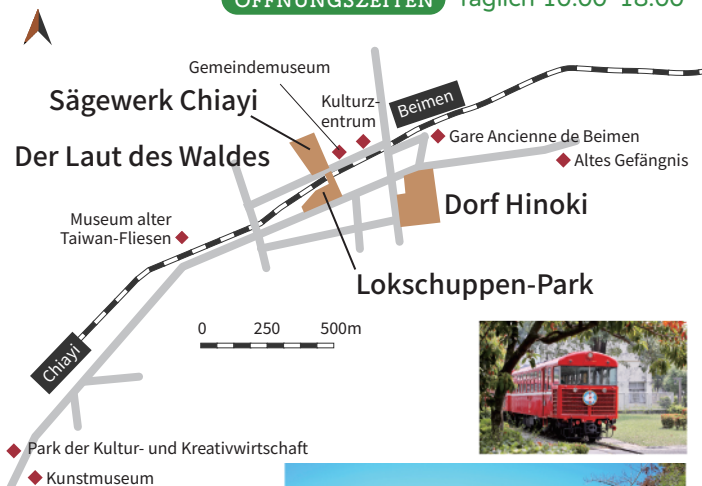 ÖFFNUNGSZEITEN Täglich 10:00–18:00
Gemeindemuseum
Sägewerk Chiayi
Kulturz-
entrum
Beimen
Gare Ancienne de Beimen
Der Laut des Waldes
Altes Gefängnis
Dorf Hinoki
Museum alter
Taiwan-Fliesen
Lokschuppen-Park
0 250 500m
Chiayi
Park der Kultur- und Kreativwirtschaft
Kunstmuseum